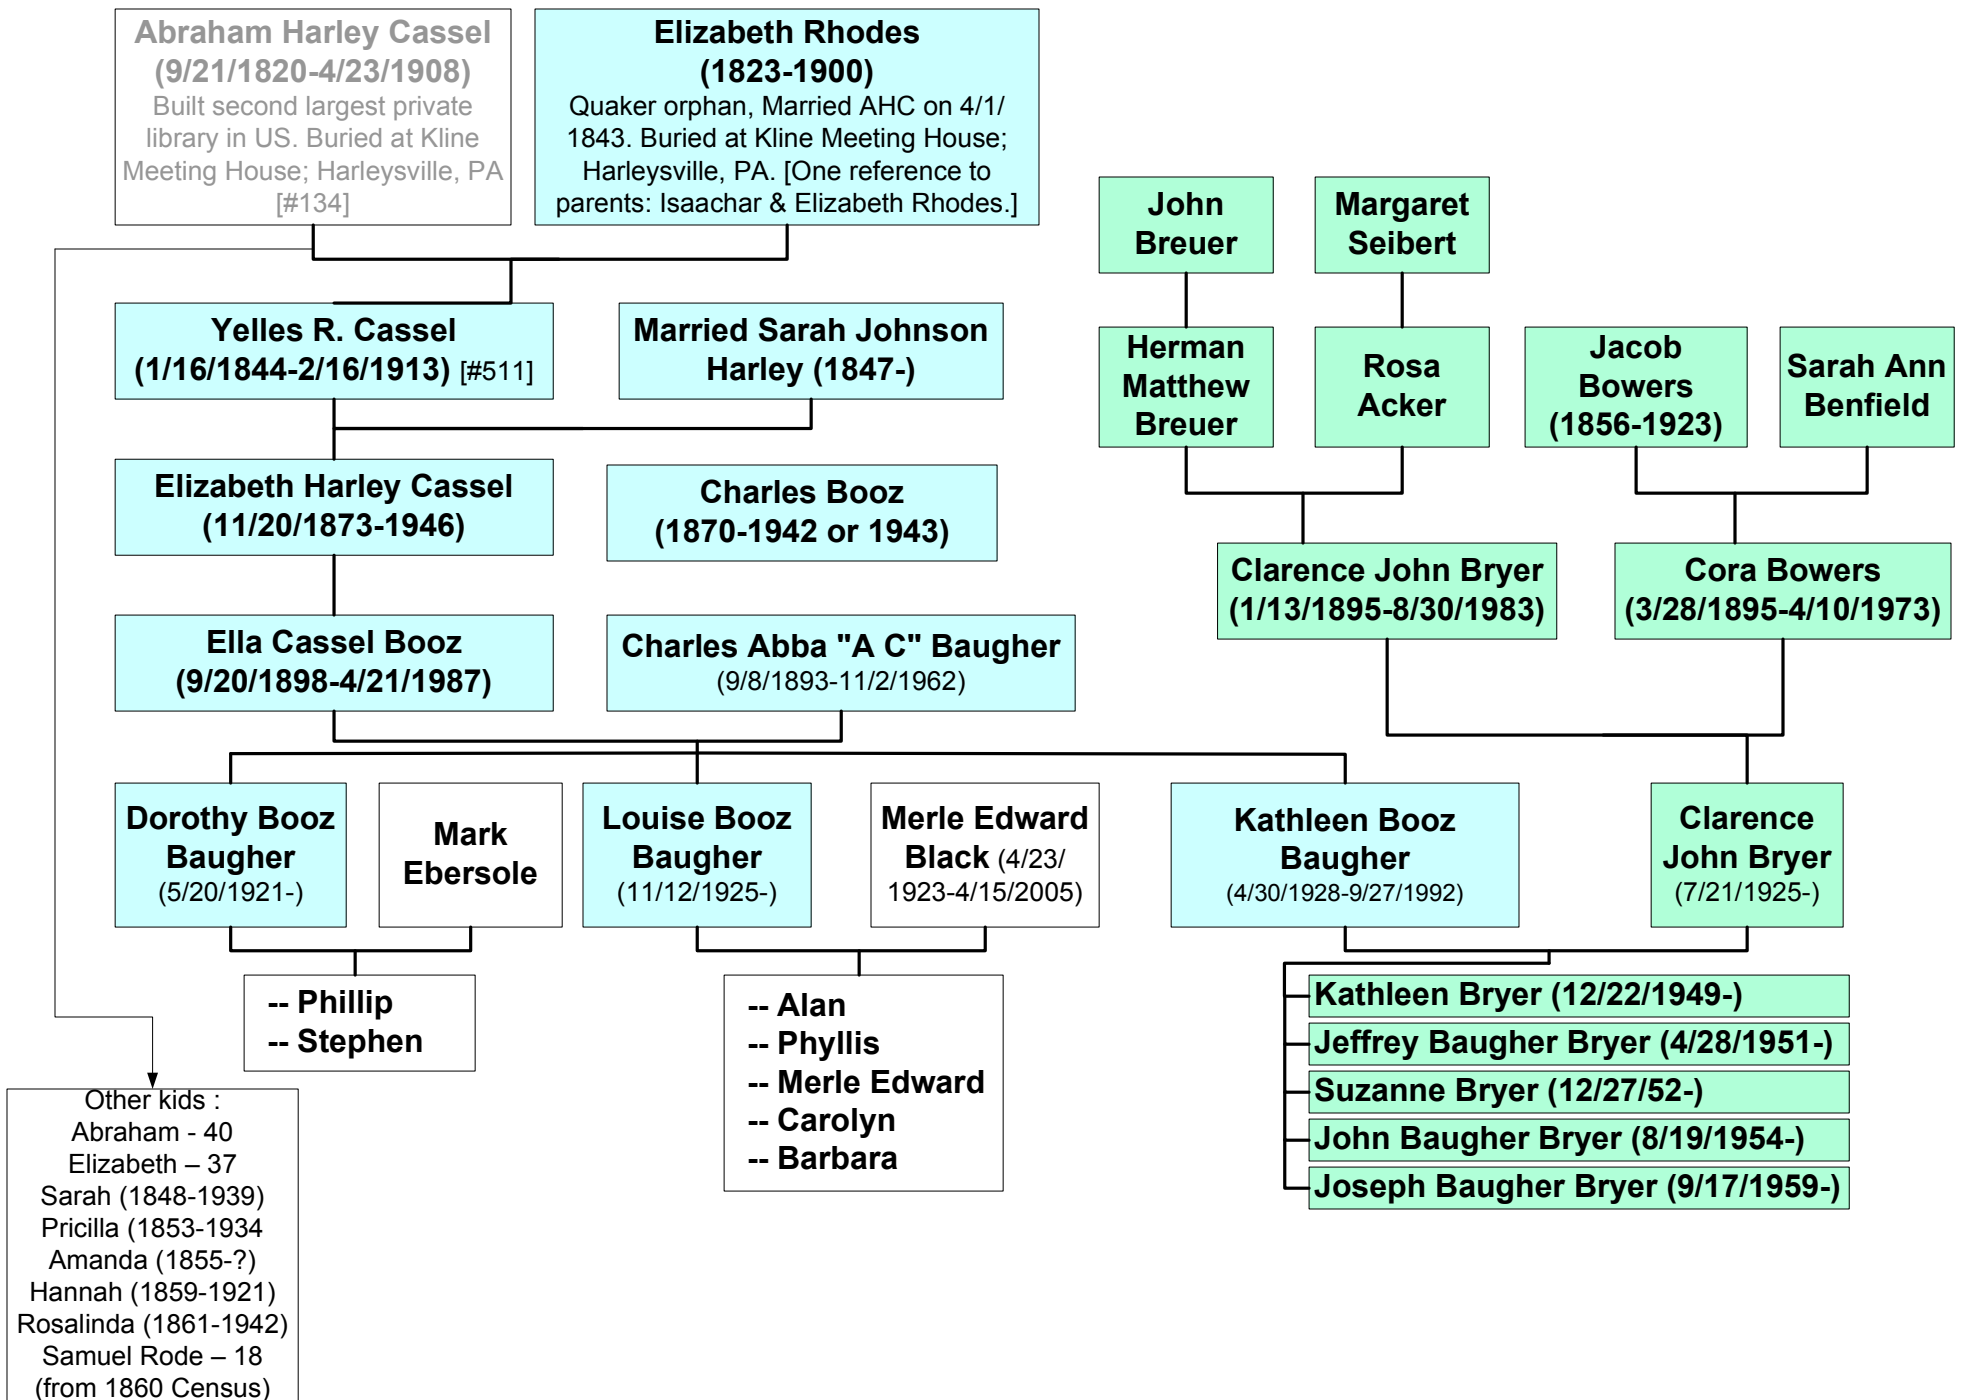 Abraham Harley Cassel
(9/21/1820-4/23/1908)
Built second largest private
library in US. Buried at Kline
Meeting House; Harleysville, PA
[#134]
Elizabeth Rhodes
(1823-1900)
Quaker orphan, Married AHC on 4/1/
1843. Buried at Kline Meeting House;
Harleysville, PA. [One reference to
parents: Isaachar & Elizabeth Rhodes.]
John
Breuer
Margaret
Seibert
Yelles R. Cassel
(1/16/1844-2/16/1913) [#511]
Married Sarah Johnson
Harley (1847-)
Herman
Matthew
Breuer
Rosa
Acker
Jacob
Bowers
(1856-1923)
Sarah Ann
Benfield
Elizabeth Harley Cassel
(11/20/1873-1946)
Charles Booz
(1870-1942 or 1943)
Clarence John Bryer
(1/13/1895-8/30/1983)
Cora Bowers
(3/28/1895-4/10/1973)
Ella Cassel Booz
(9/20/1898-4/21/1987)
Charles Abba "A C" Baugher
(9/8/1893-11/2/1962)
Dorothy Booz
Baugher
(5/20/1921-)
Mark
Ebersole
Louise Booz
Baugher
(11/12/1925-)
Merle Edward
Black (4/23/
1923-4/15/2005)
Kathleen Booz
Baugher
(4/30/1928-9/27/1992)
Clarence
John Bryer
(7/21/1925-)
-- Phillip
-- Stephen
-- Alan
-- Phyllis
-- Merle Edward
-- Carolyn
-- Barbara
Kathleen Bryer (12/22/1949-)
Jeffrey Baugher Bryer (4/28/1951-)
Suzanne Bryer (12/27/52-)
John Baugher Bryer (8/19/1954-)
Joseph Baugher Bryer (9/17/1959-)
Other kids :
Abraham - 40
Elizabeth – 37
Sarah (1848-1939)
Pricilla (1853-1934
Amanda (1855-?)
Hannah (1859-1921)
Rosalinda (1861-1942)
Samuel Rode – 18
(from 1860 Census)